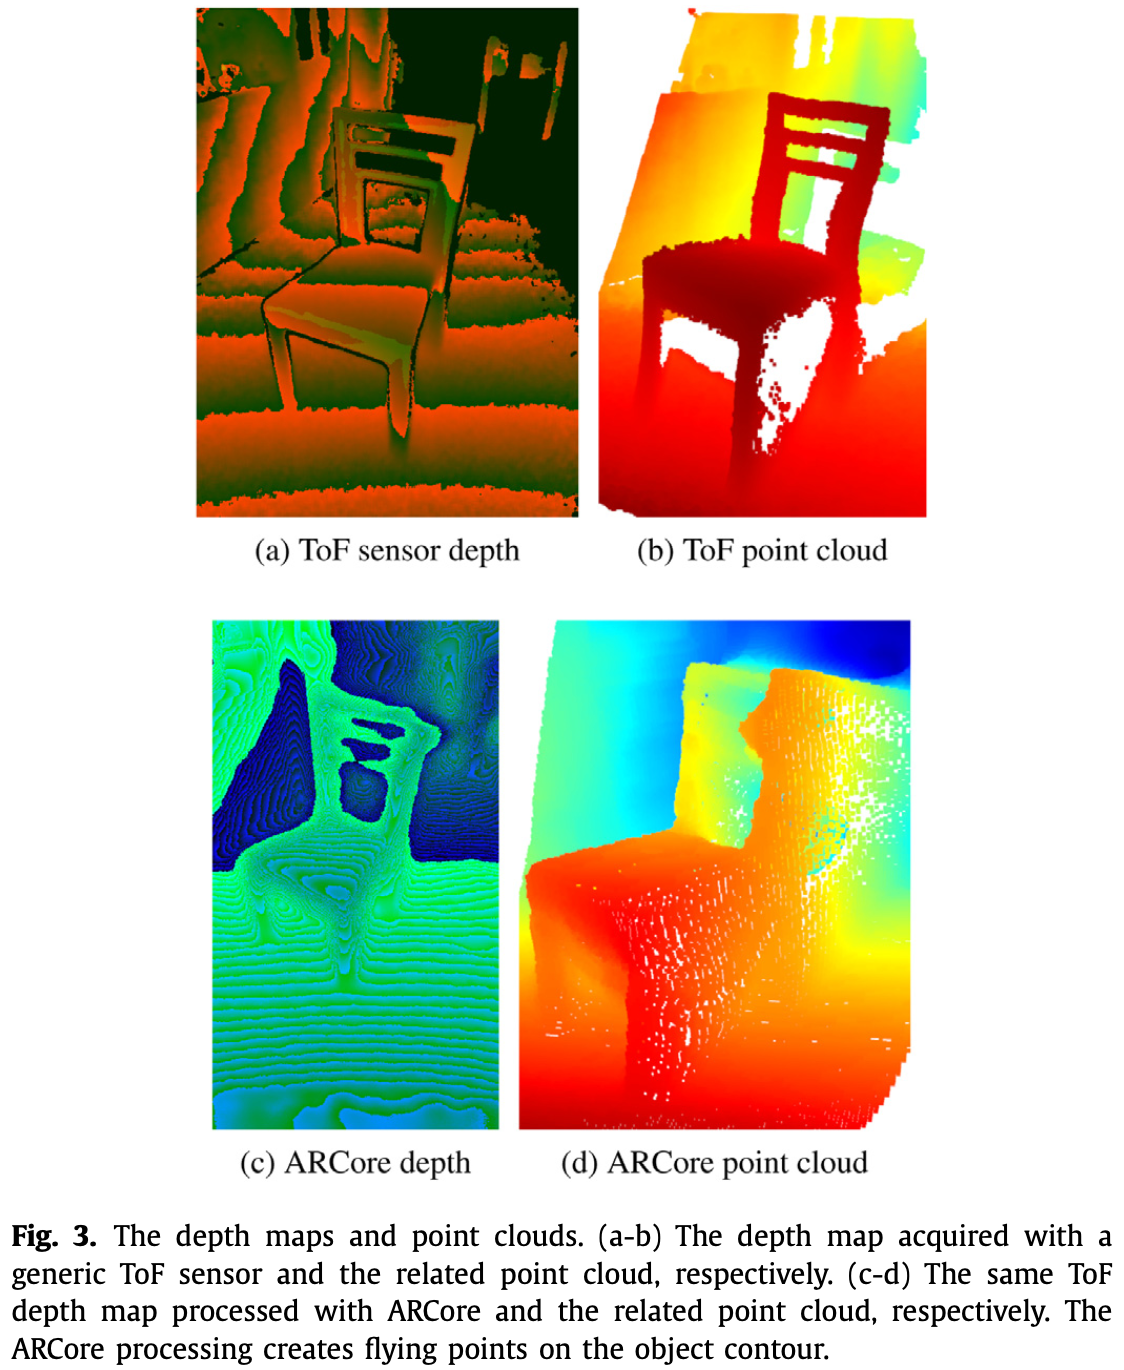 (a) ToF sensor depth
(b) ToF point cloud
(c) ARCore depth
(d) ARCore point cloud
Fig. 3. The depth maps and point clouds. (a-b) The depth map acquired with a
generic ToF sensor and the related point cloud, respectively. (c-d) The same ToF
depth map processed with ARCore and the related point cloud, respectively. The
ARCore processing creates flying points on the object contour.